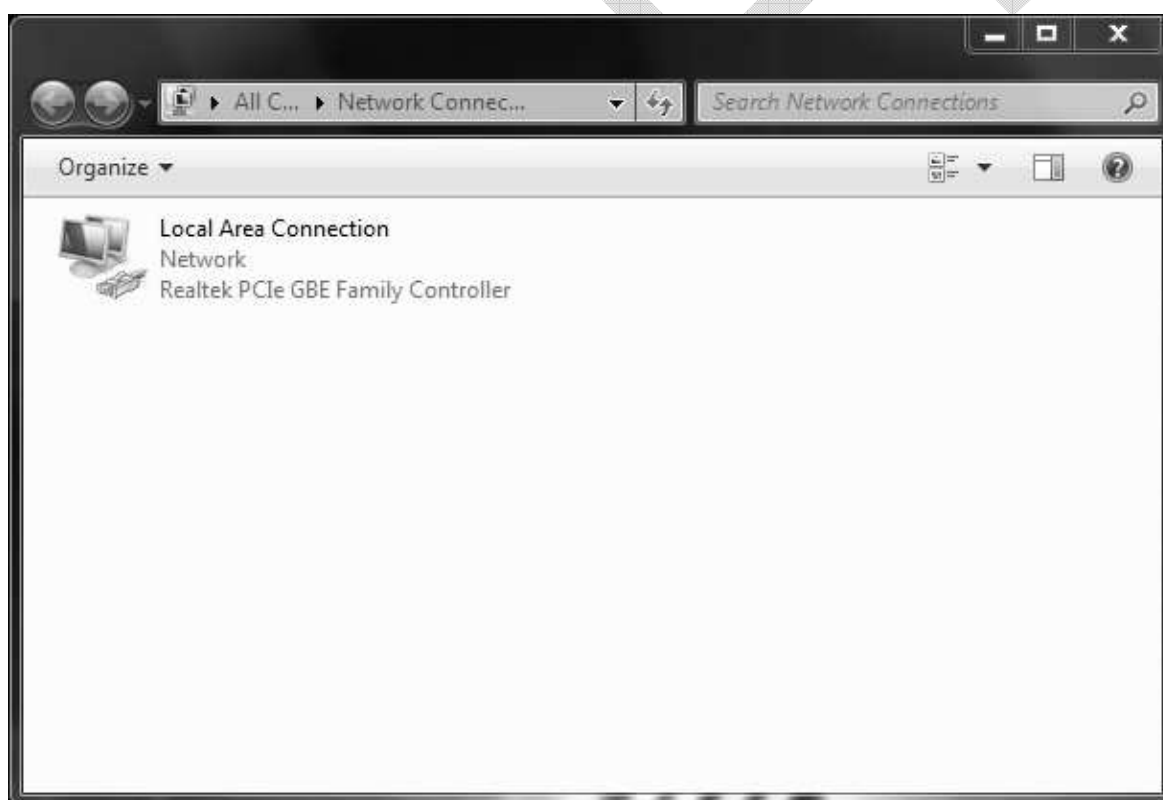 All C... Network Connec...
Search Network Connections
Organize
Local Area Connection
Network
Realtek PCIe GBE Family Controller